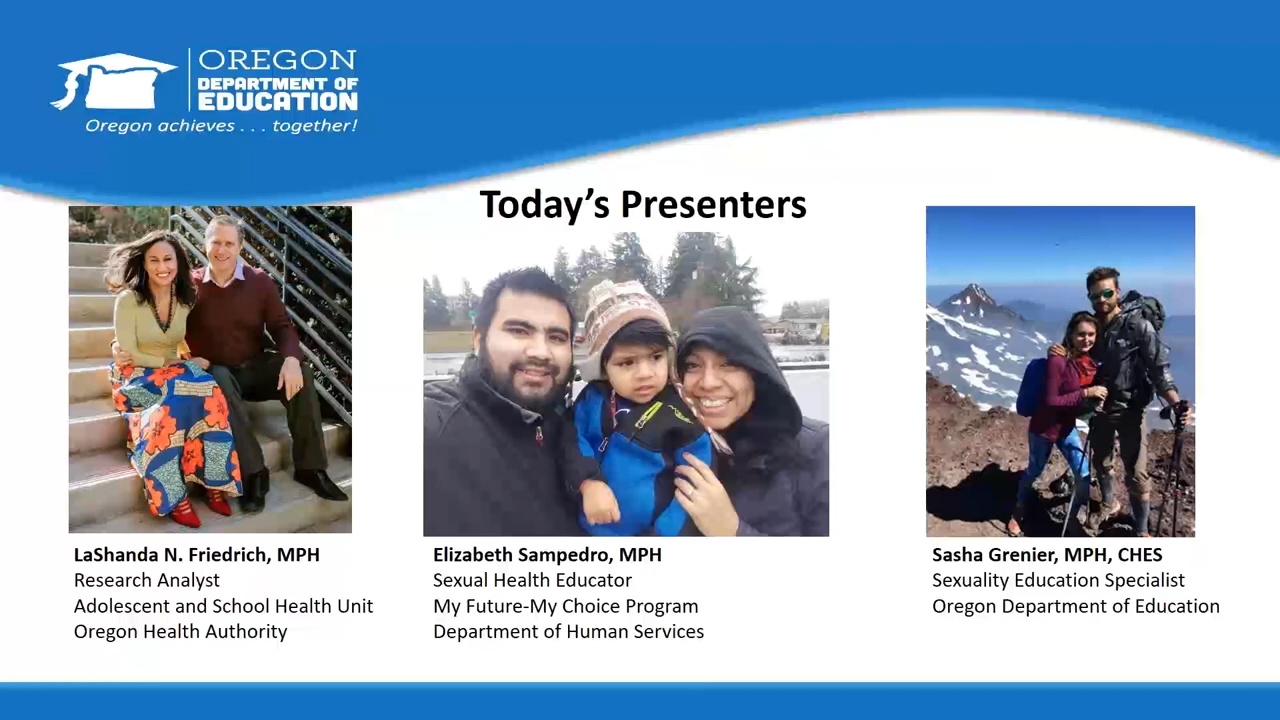 OREGON
DEPARTMENT OF
EDUCATION
Oregon achieves . . . together!
Today's Presenters
LaShanda N. Friedrich, MPH
Research Analyst
Adolescent and School Health Unit
Oregon Health Authority
Elizabeth Sampedro, MPH
Sexual Health Educator
My Future-My Choice Program
Department of Human Services
Sasha Grenier, MPH, CHES
Sexuality Education Specialist
Oregon Department of Education